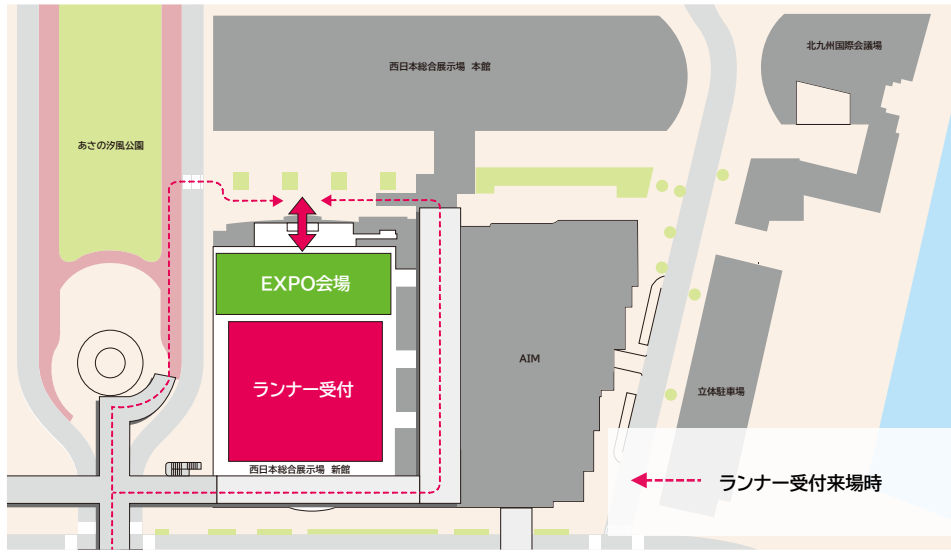 北九州国際会議場
西日本総合展示場 本館
あさの汐風公園
EXPO会場
AIM
ランナー受付
立体駐車場
西日本総合展示場 新館
ランナー受付来場時